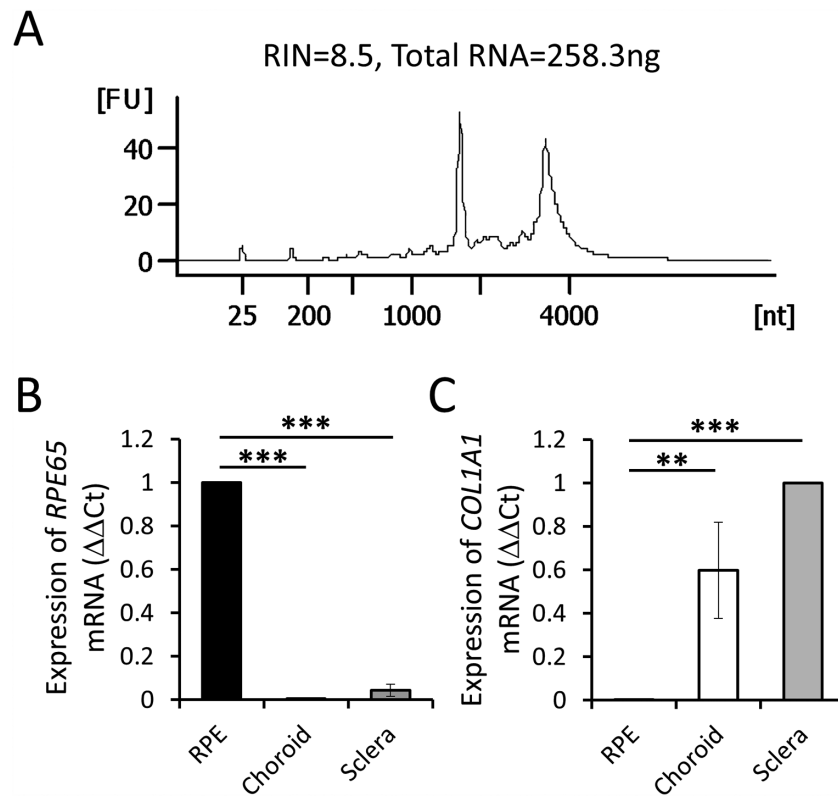 A
RIN=8.5, Total RNA=258.3ng
[FU]
40
20
0
25 200 1000 4000 [nt]
B
Expression of RPE65
mRNA (ΔΔCt)
1.2
1
0.8
0.6
0.4
0.2
0
***
***
RPE
Choroid
Sclera
C
Expression of COL1A1
mRNA (ΔΔCt)
1.2
1
0.8
0.6
0.4
0.2
0
***
**
RPE
Choroid
Sclera